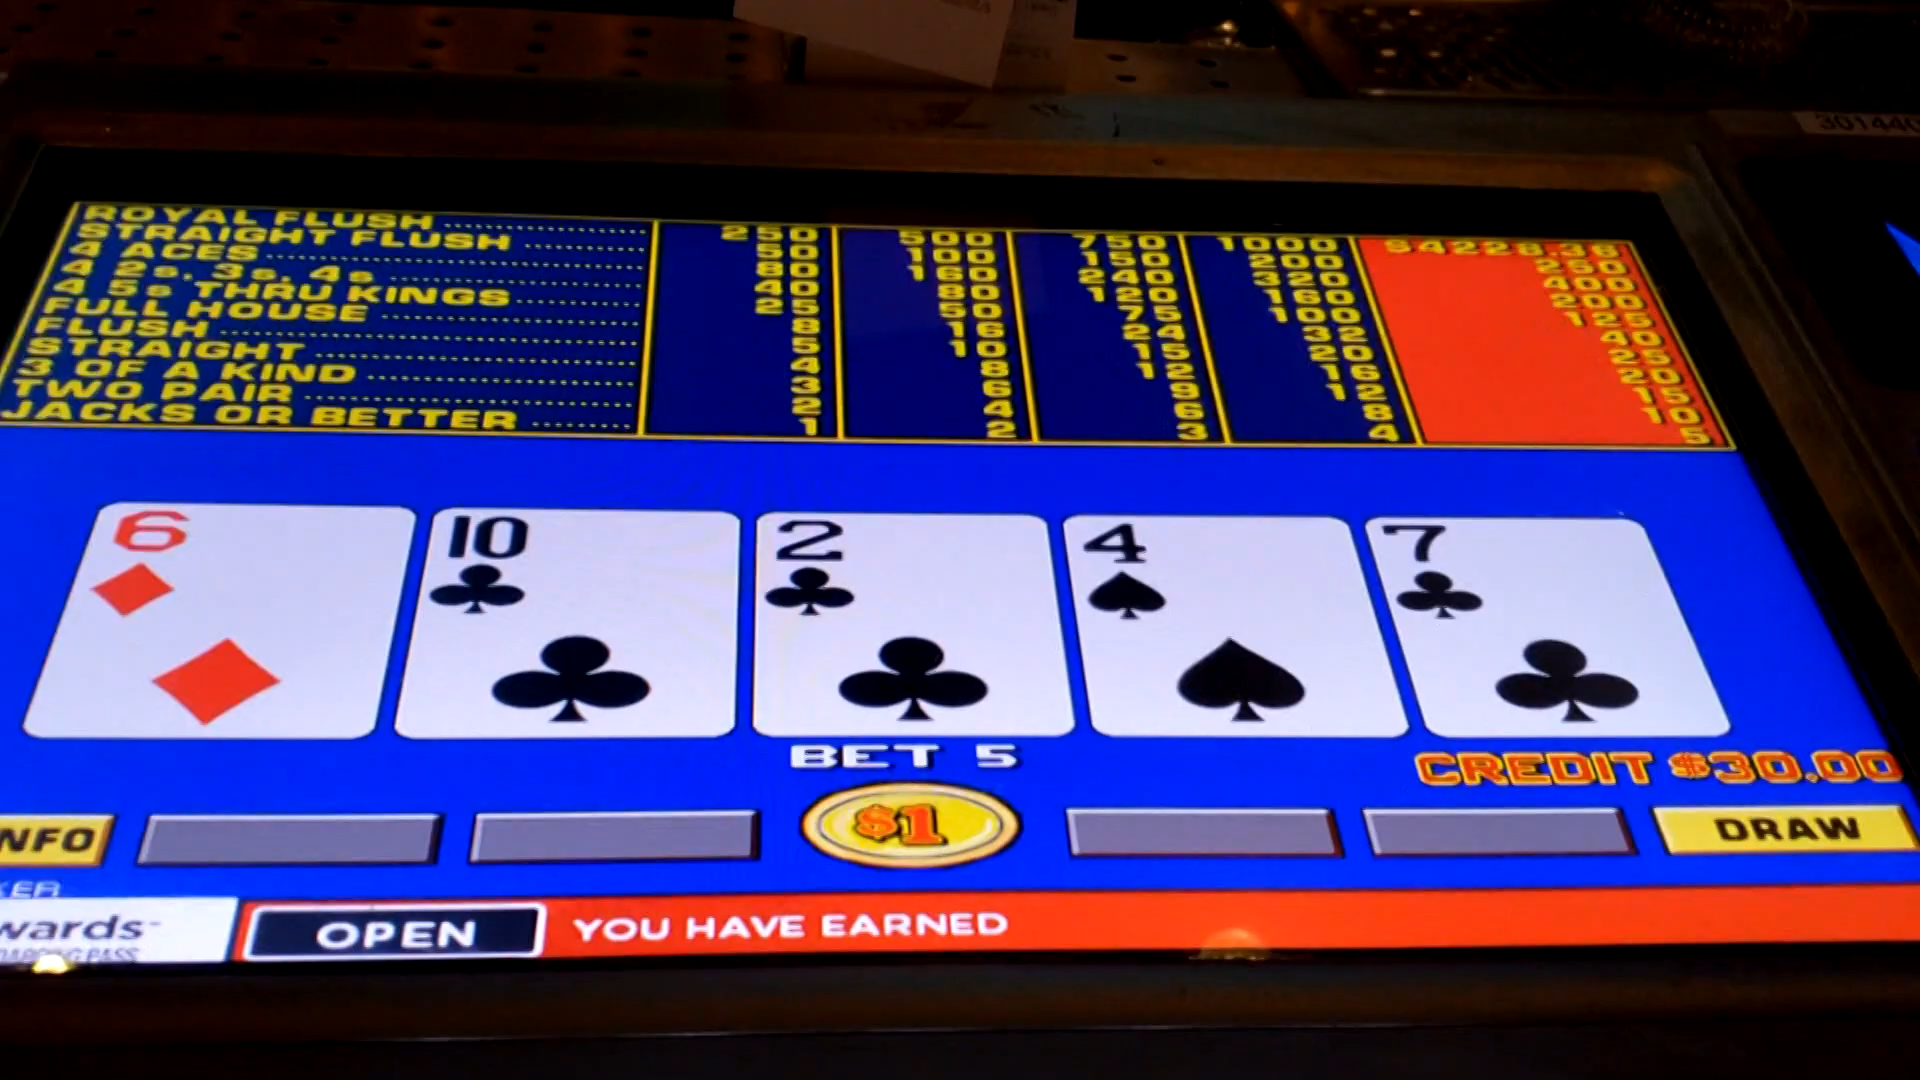 301440
ROYAL FLUSH 250 500 750 1000 $4228.36
STRAIGHT FLUSH 50 100 150 200 250
4 ACES 80 160 240 320 400
4 2s, 3s, 4s 40 80 120 160 200
4 5s THRU KINGS 25 50 75 100 125
FULL HOUSE 8 16 24 32 40
FLUSH 5 10 15 20 25
STRAIGHT 4 8 12 16 20
3 OF A KIND 3 6 9 12 15
TWO PAIR 2 4 6 8 10
JACKS OR BETTER 1 2 3 4 5
6 10 2 4 7
BET 5
CREDIT $30.00
NFO $1 DRAW
KER
wards
OPEN YOU HAVE EARNED